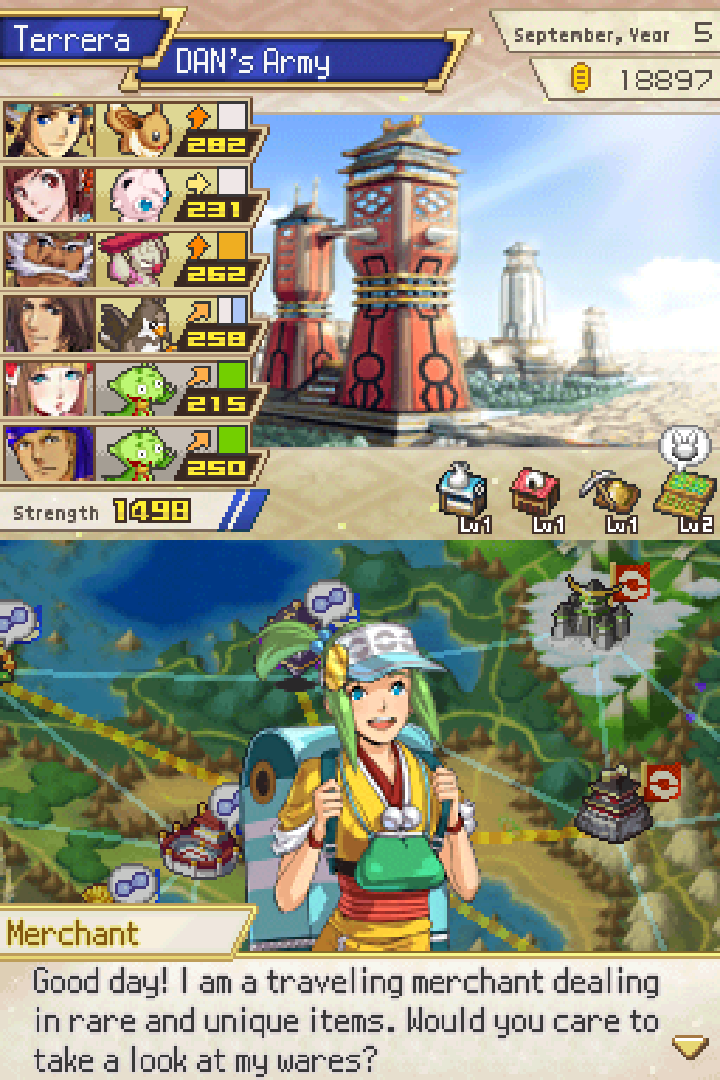 Terrera
DAN's Army
September, Year 5
18897
282
231
262
258
215
250
Strength 1498
Lv1
Lv1
Lv1
Lv2
Merchant
Good day! I am a traveling merchant dealing
in rare and unique items. Would you care to
take a look at my wares?